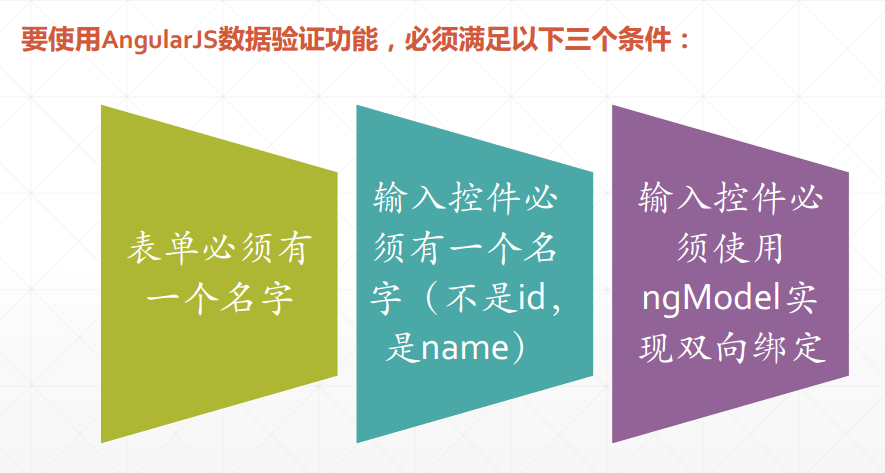 要使用AngularJS数据验证功能，必须满足以下三个条件：
表单必须有
一个名字
输入控件必
须有一个名
字（不是id，
是name）
输入控件必
须使用
ngModel实
现双向绑定